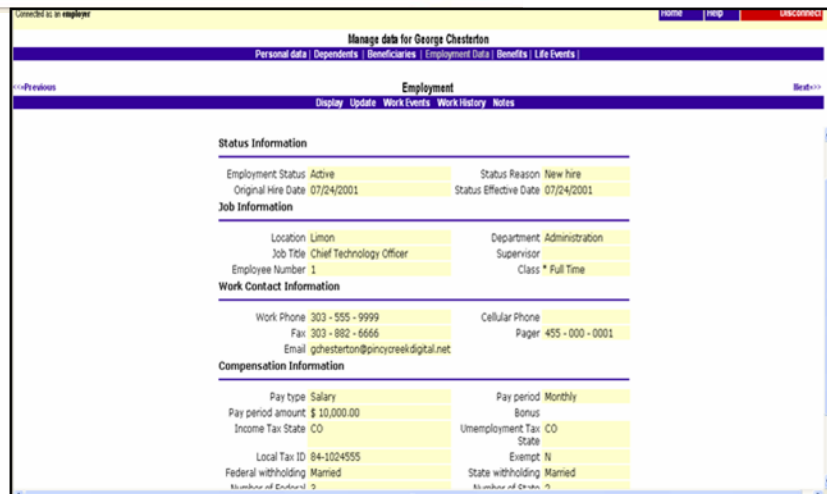 Connected as an employer Home Help Disconnect
Manage data for George Chesterton
Personal data | Dependents | Beneficiaries | Employment Data | Benefits | Life Events |
<<<Previous Employment Next>>>
Display Update Work Events Work History Notes
Status Information
Employment Status Active Status Reason New hire
Original Hire Date 07/24/2001 Status Effective Date 07/24/2001
Job Information
Location Limon Department Administration
Job Title Chief Technology Officer Supervisor
Employee Number 1 Class * Full Time
Work Contact Information
Work Phone 303 - 555 - 9999 Cellular Phone
Fax 303 - 882 - 6666 Pager 455 - 000 - 0001
Email gchesterton@pincycreekdigital.net
Compensation Information
Pay type Salary Pay period Monthly
Pay period amount $ 10,000.00 Bonus
Income Tax State CO Umemployment Tax CO
State
Local Tax ID 84-1024555 Exempt N
Federal withholding Married State withholding Married
Number of Federal Number of State